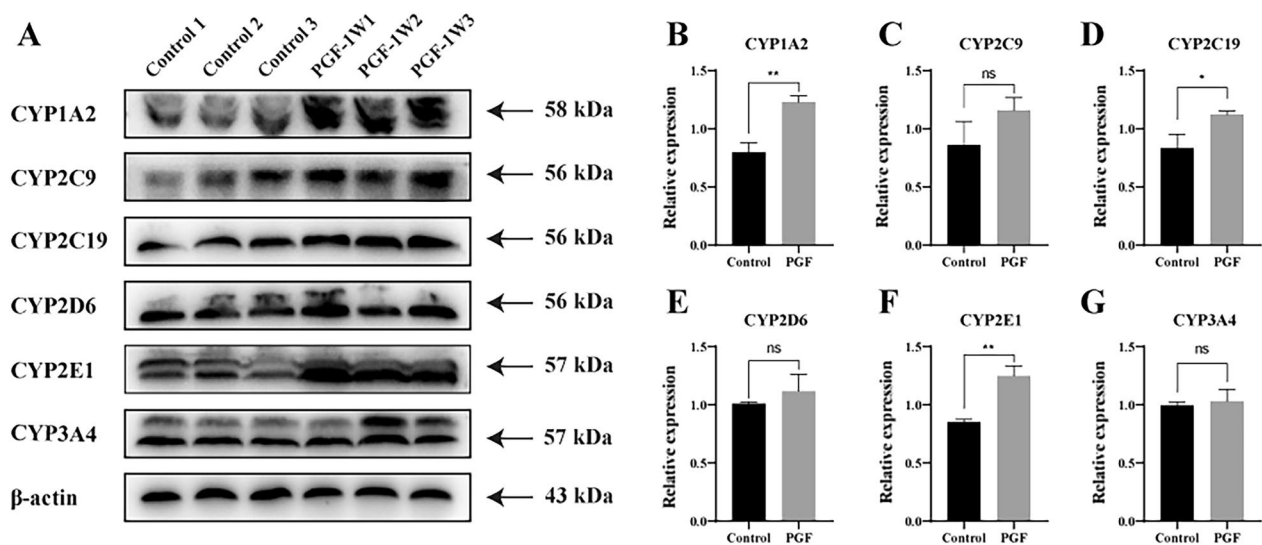 A
Control 1
Control 2
Control 3
PGF-1W1
PGF-1W2
PGF-1W3
CYP1A2
58 kDa
CYP2C9
56 kDa
CYP2C19
56 kDa
CYP2D6
56 kDa
CYP2E1
57 kDa
CYP3A4
57 kDa
β-actin
43 kDa
B
CYP1A2
Relative expression
1.5
1.0
0.5
0.0
**
Control PGF
C
CYP2C9
Relative expression
1.5
1.0
0.5
0.0
ns
Control PGF
D
CYP2C19
Relative expression
1.5
1.0
0.5
0.0
*
Control PGF
E
CYP2D6
Relative expression
1.5
1.0
0.5
0.0
ns
Control PGF
F
CYP2E1
Relative expression
1.5
1.0
0.5
0.0
**
Control PGF
G
CYP3A4
Relative expression
1.5
1.0
0.5
0.0
ns
Control PGF